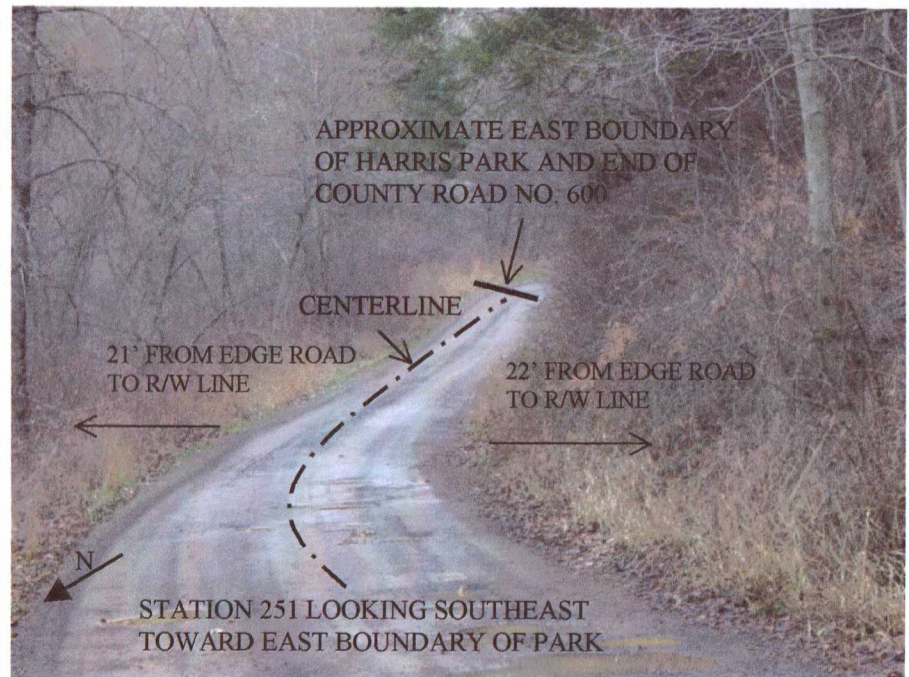 APPROXIMATE EAST BOUNDARY
OF HARRIS PARK AND END OF
COUNTY ROAD NO. 600
CENTERLINE
21' FROM EDGE ROAD
TO R/W LINE
22' FROM EDGE ROAD
TO R/W LINE
N
STATION 251 LOOKING SOUTHEAST
TOWARD EAST BOUNDARY OF PARK